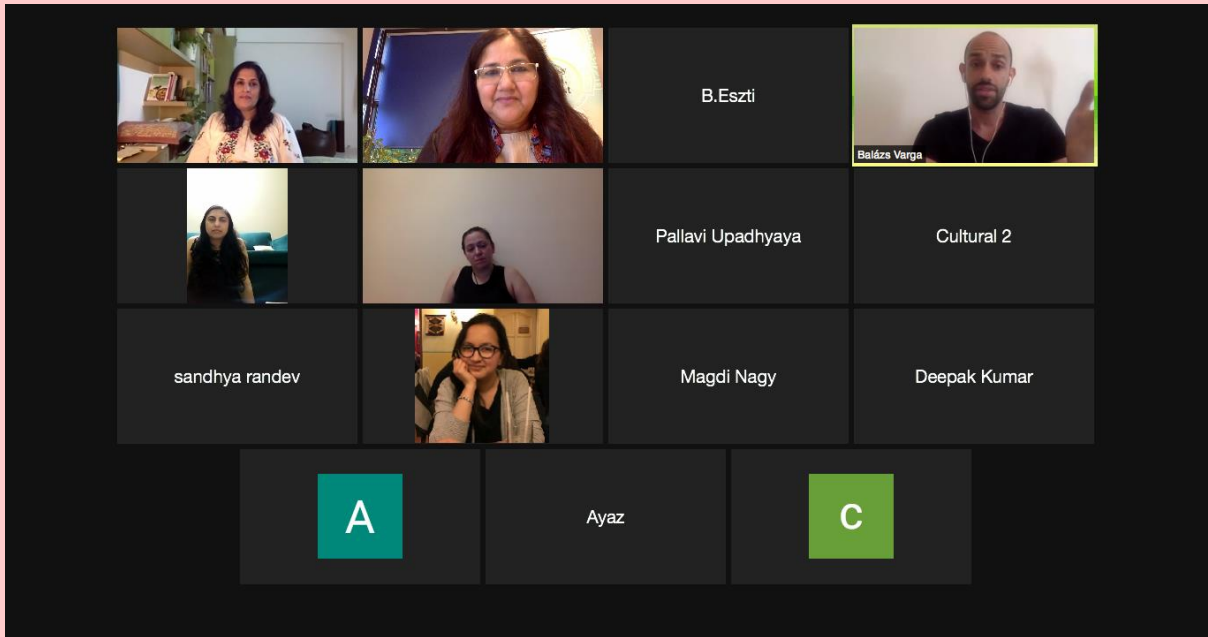 B.Eszti
Balázs Varga
Pallavi Upadhyaya
Cultural 2
sandhya randev
Magdi Nagy
Deepak Kumar
A
Ayaz
C